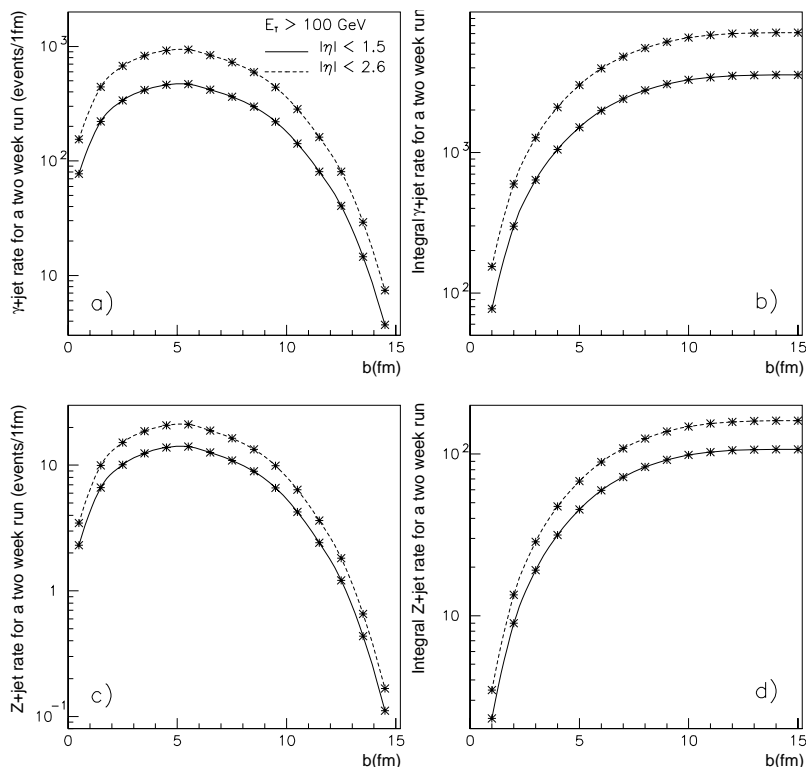 E_T > 100 GeV
|η| < 1.5
|η| < 2.6
γ+jet rate for a two week run (events/1fm)
10³
10²
10
a)
0 5 10 15
b(fm)
Integral γ+jet rate for a two week run
10³
10²
b)
0 5 10 15
b(fm)
Z+jet rate for a two week run (events/1fm)
10
1
10⁻¹
c)
0 5 10 15
b(fm)
Integral Z+jet rate for a two week run
10²
10
d)
0 5 10 15
b(fm)